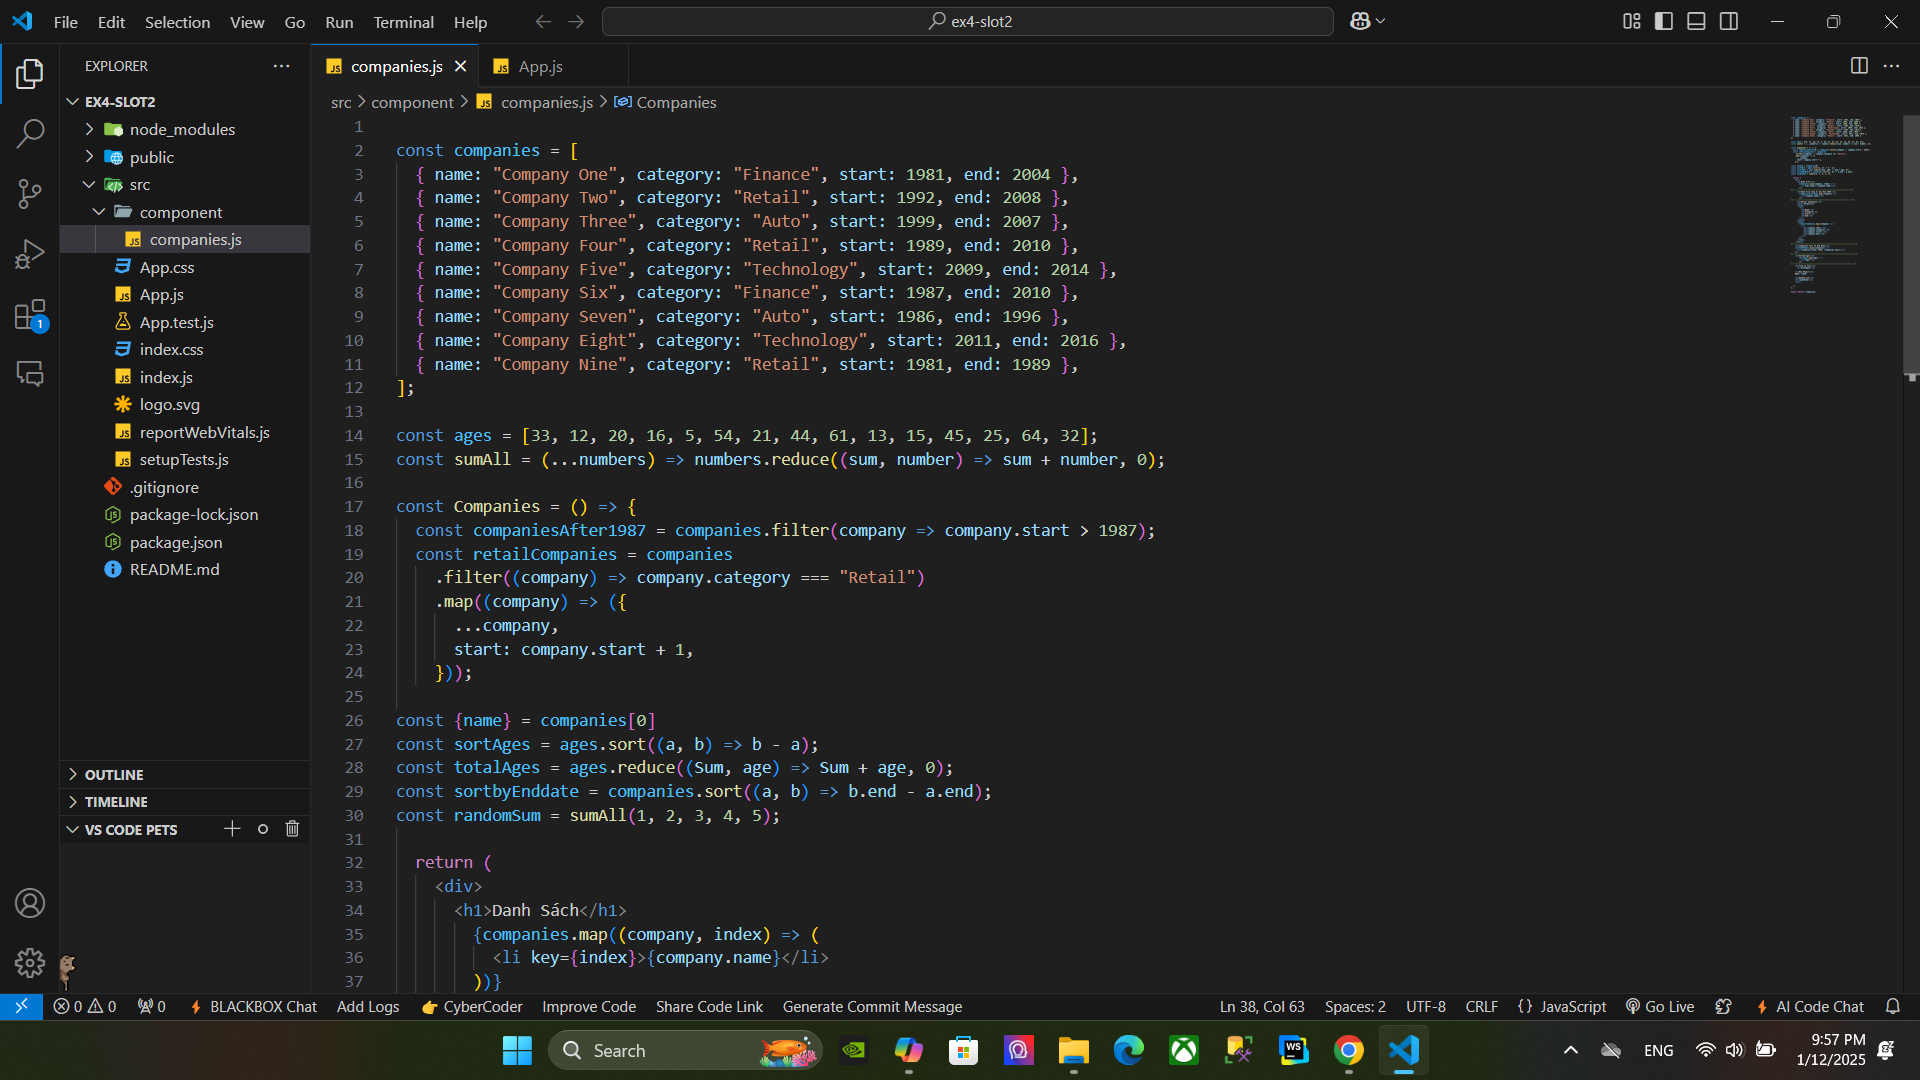 File Edit Selection View Go Run Terminal Help
ex4-slot2
EXPLORER
EX4-SLOT2
node_modules
public
src
component
companies.js
App.css
App.js
App.test.js
index.css
index.js
logo.svg
reportWebVitals.js
setupTests.js
.gitignore
package-lock.json
package.json
README.md
OUTLINE
TIMELINE
VS CODE PETS
1
companies.js App.js
src > component > companies.js > Companies
1
2 const companies = [
3 { name: "Company One", category: "Finance", start: 1981, end: 2004 },
4 { name: "Company Two", category: "Retail", start: 1992, end: 2008 },
5 { name: "Company Three", category: "Auto", start: 1999, end: 2007 },
6 { name: "Company Four", category: "Retail", start: 1989, end: 2010 },
7 { name: "Company Five", category: "Technology", start: 2009, end: 2014 },
8 { name: "Company Six", category: "Finance", start: 1987, end: 2010 },
9 { name: "Company Seven", category: "Auto", start: 1986, end: 1996 },
10 { name: "Company Eight", category: "Technology", start: 2011, end: 2016 },
11 { name: "Company Nine", category: "Retail", start: 1981, end: 1989 },
12 ];
13
14 const ages = [33, 12, 20, 16, 5, 54, 21, 44, 61, 13, 15, 45, 25, 64, 32];
15 const sumAll = (...numbers) => numbers.reduce((sum, number) => sum + number, 0);
16
17 const Companies = () => {
18 const companiesAfter1987 = companies.filter(company => company.start > 1987);
19 const retailCompanies = companies
20 .filter((company) => company.category === "Retail")
21 .map((company) => ({
22 ...company,
23 start: company.start + 1,
24 }));
25
26 const {name} = companies[0]
27 const sortAges = ages.sort((a, b) => b - a);
28 const totalAges = ages.reduce((Sum, age) => Sum + age, 0);
29 const sortbyEnddate = companies.sort((a, b) => b.end - a.end);
30 const randomSum = sumAll(1, 2, 3, 4, 5);
31
32 return (
33 <div>
34 <h1>Danh Sách</h1>
35 {companies.map((company, index) => (
36 <li key={index}>{company.name}</li>
37 ))}
0 0 0 BLACKBOX Chat Add Logs CyberCoder Improve Code Share Code Link Generate Commit Message Ln 38, Col 63 Spaces: 2 UTF-8 CRLF {} JavaScript Go Live AI Code Chat
Search
WS
ENG
9:57 PM
1/12/2025